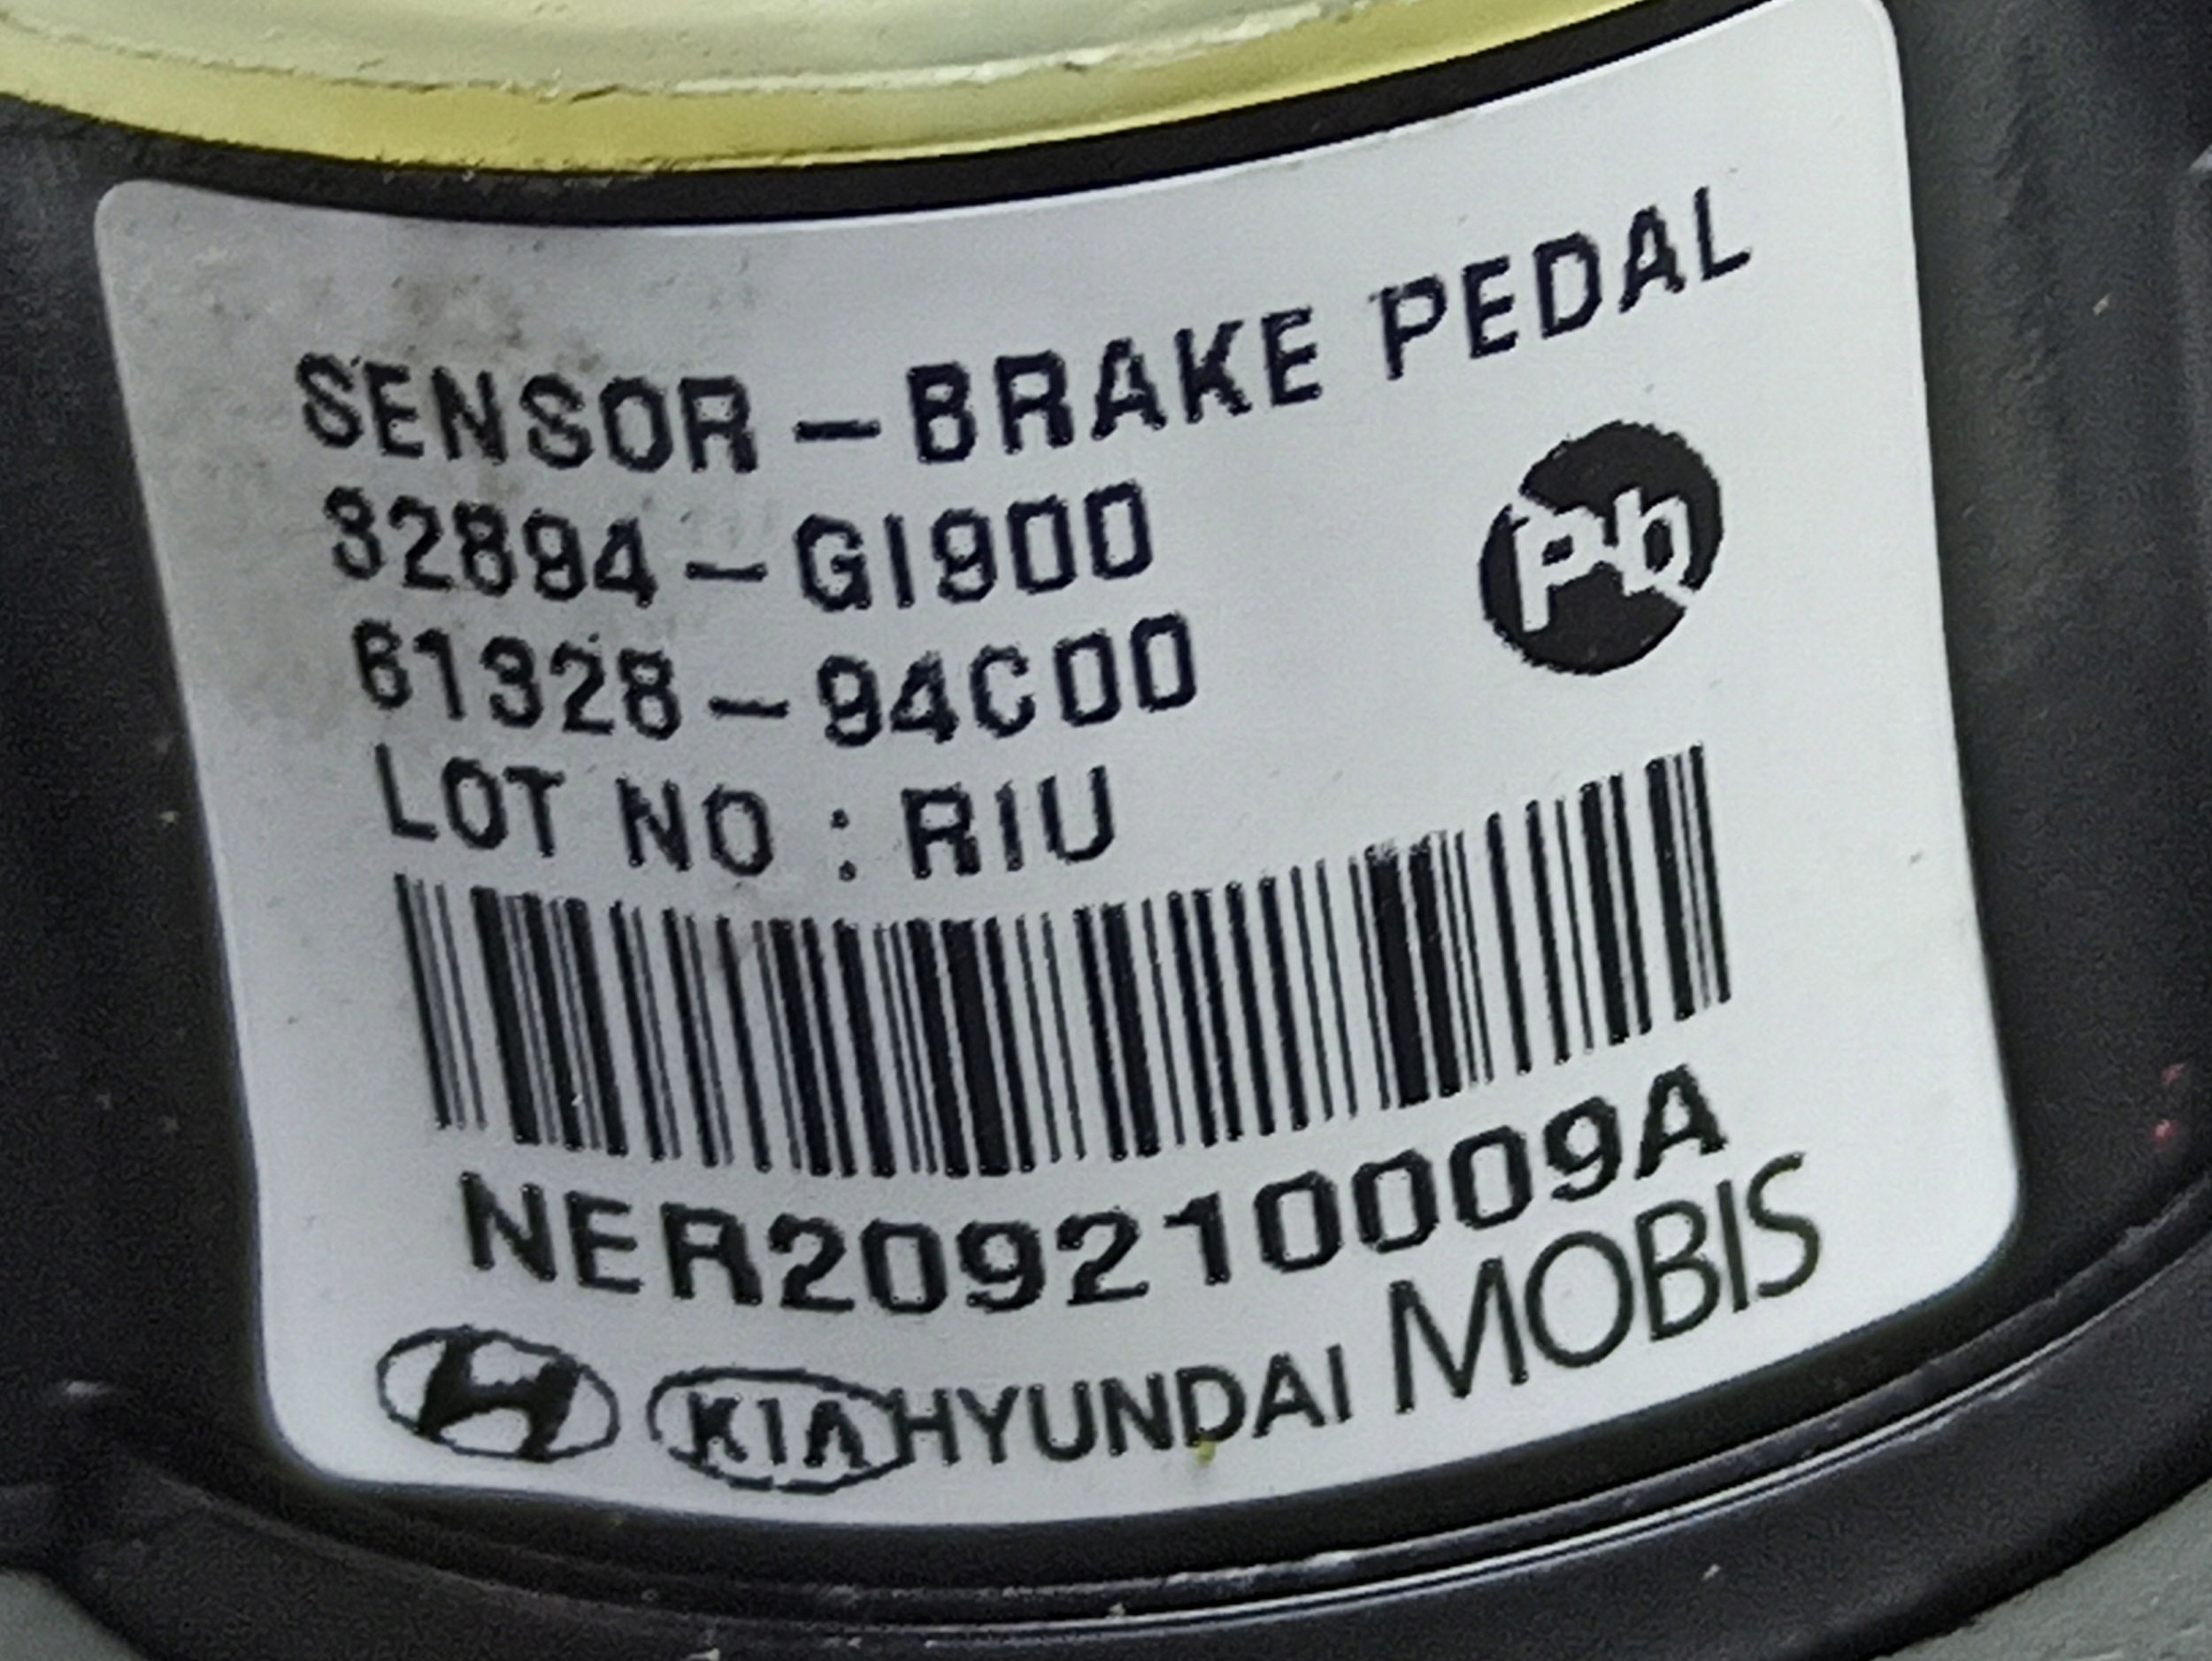 SENSOR-BRAKE PEDAL
32894-GI900
61328-94C00
Pb
LOT NO : RIU
NER209210009A
KIA HYUNDAI MOBIS